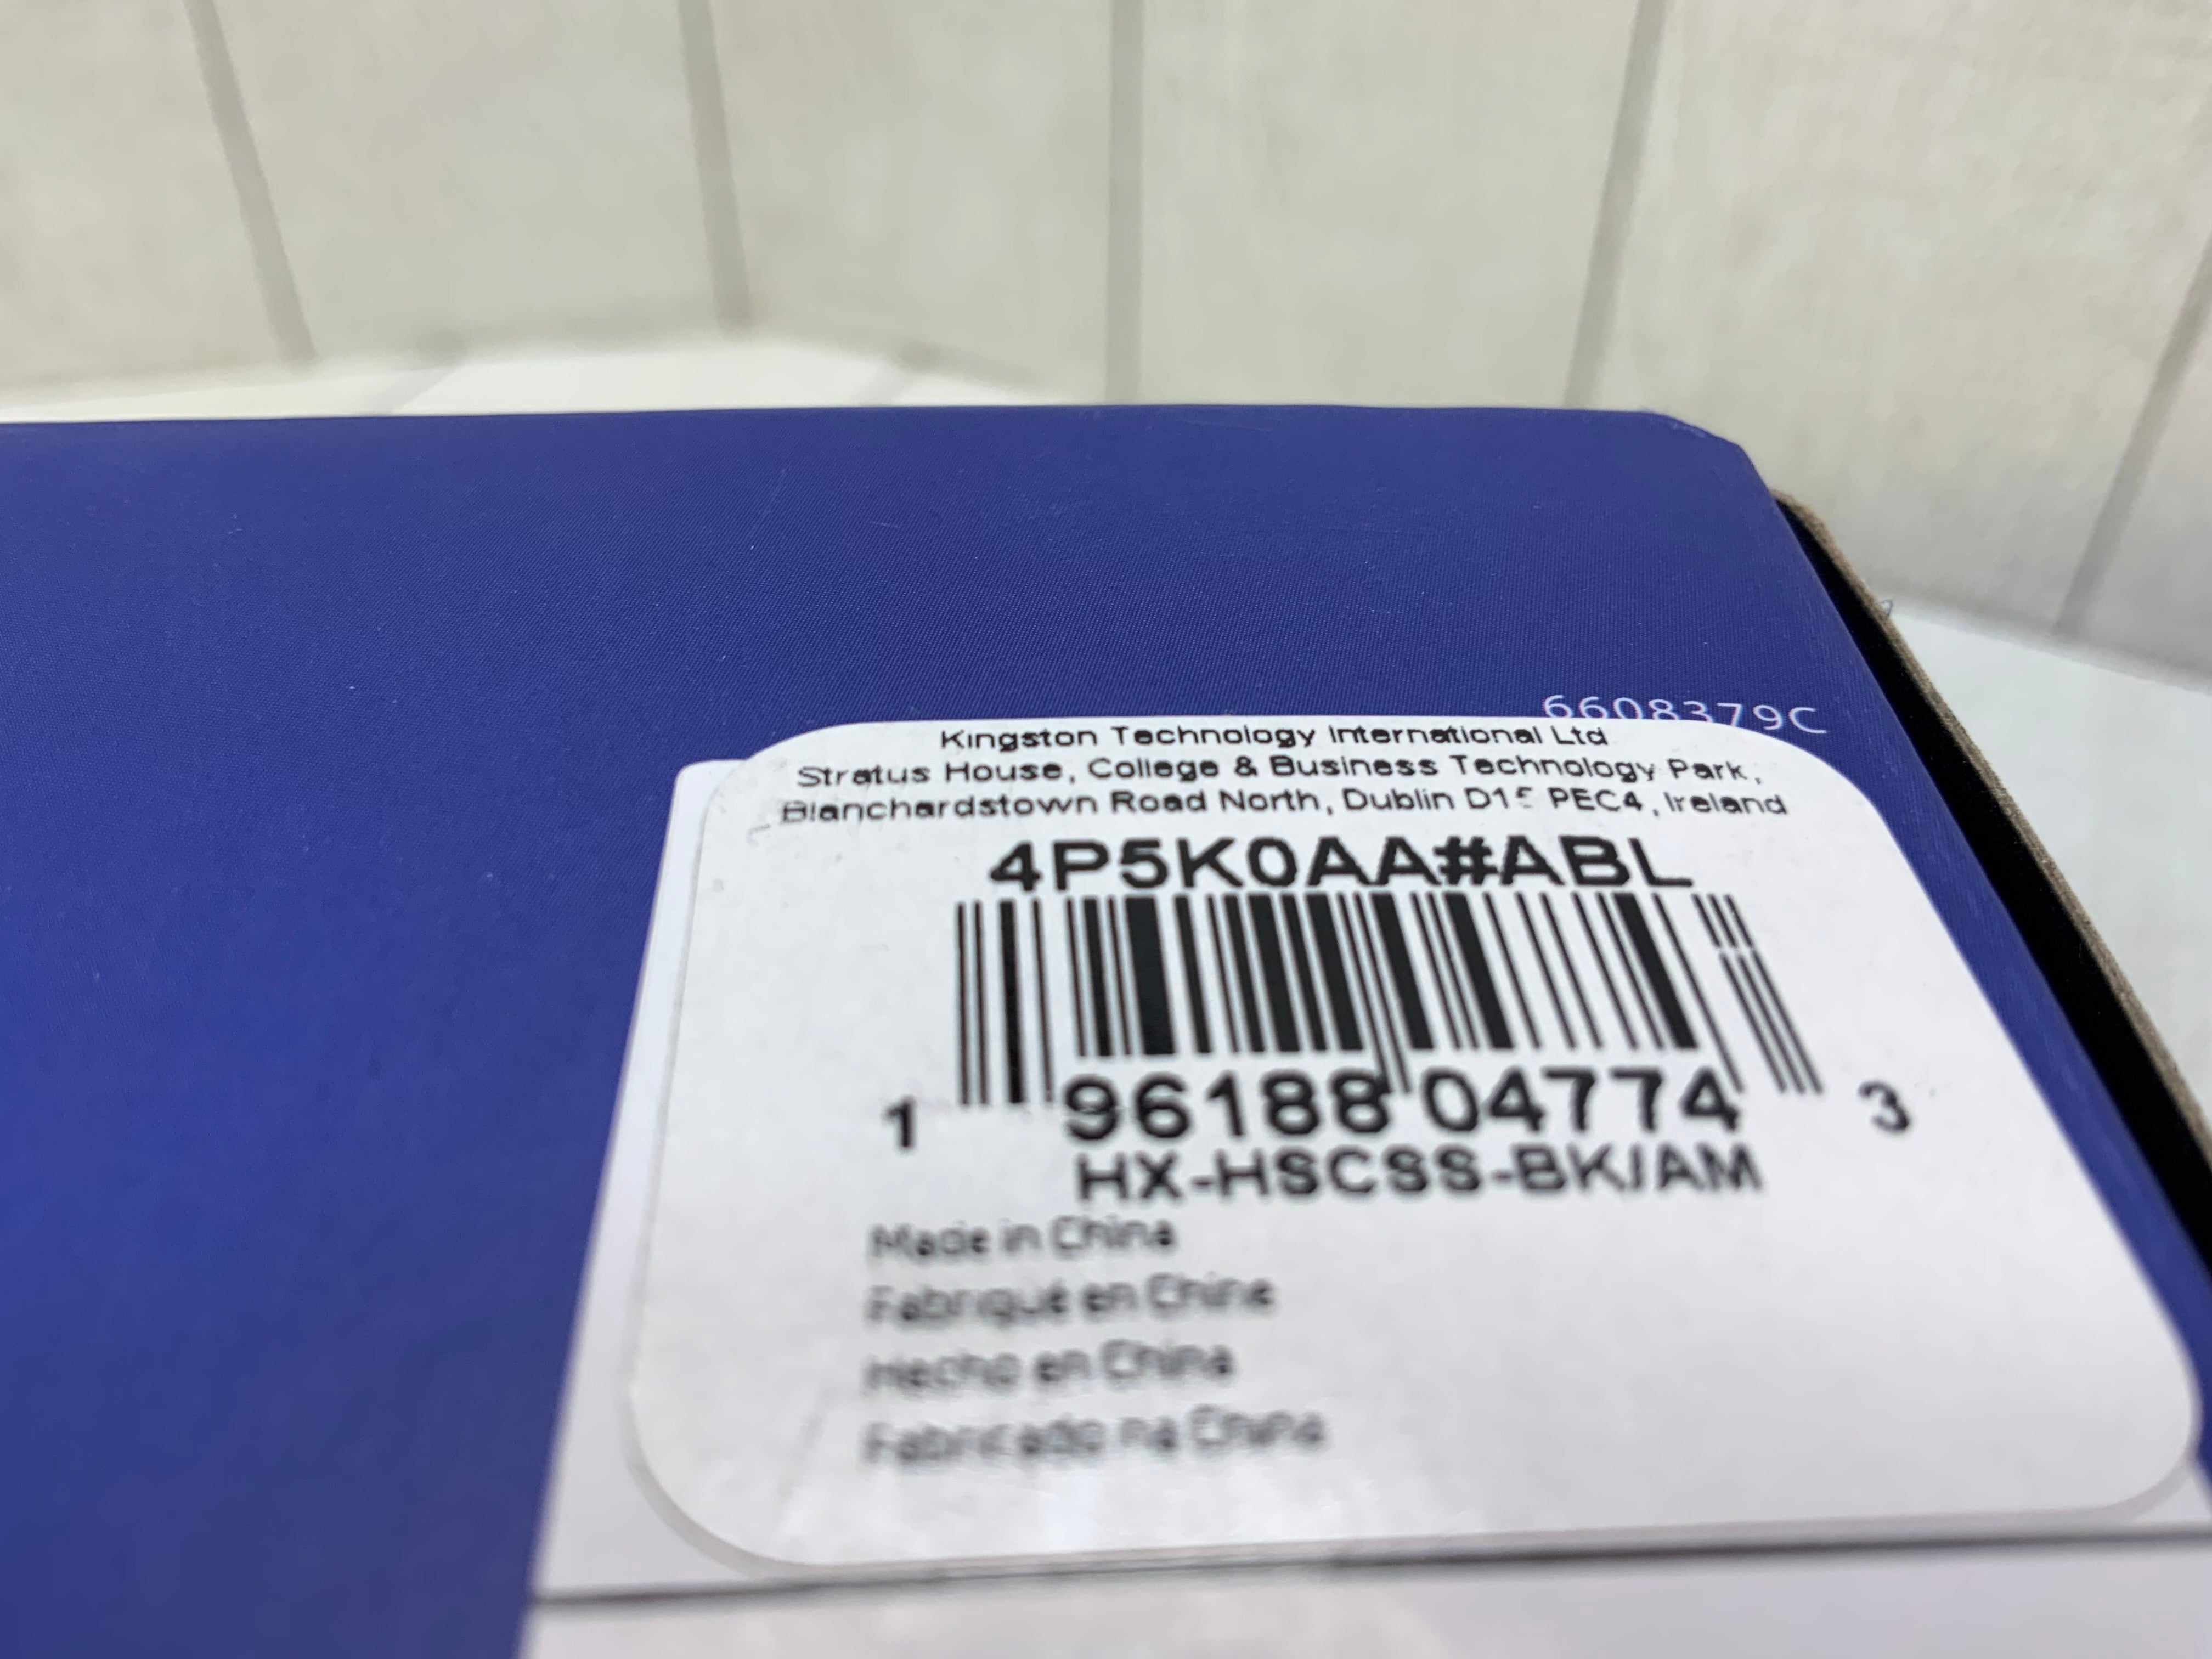 6608379C
Kingston Technology International Ltd
Stratus House, College & Business Technology Park,
Blanchardstown Road North, Dublin D15 PEC4, Ireland
4P5K0AA#ABL
1 96188 04774 3
HX-HSCSS-BK/AM
Made in China
Fabriqué en Chine
Hecho en China
Fabricado na China